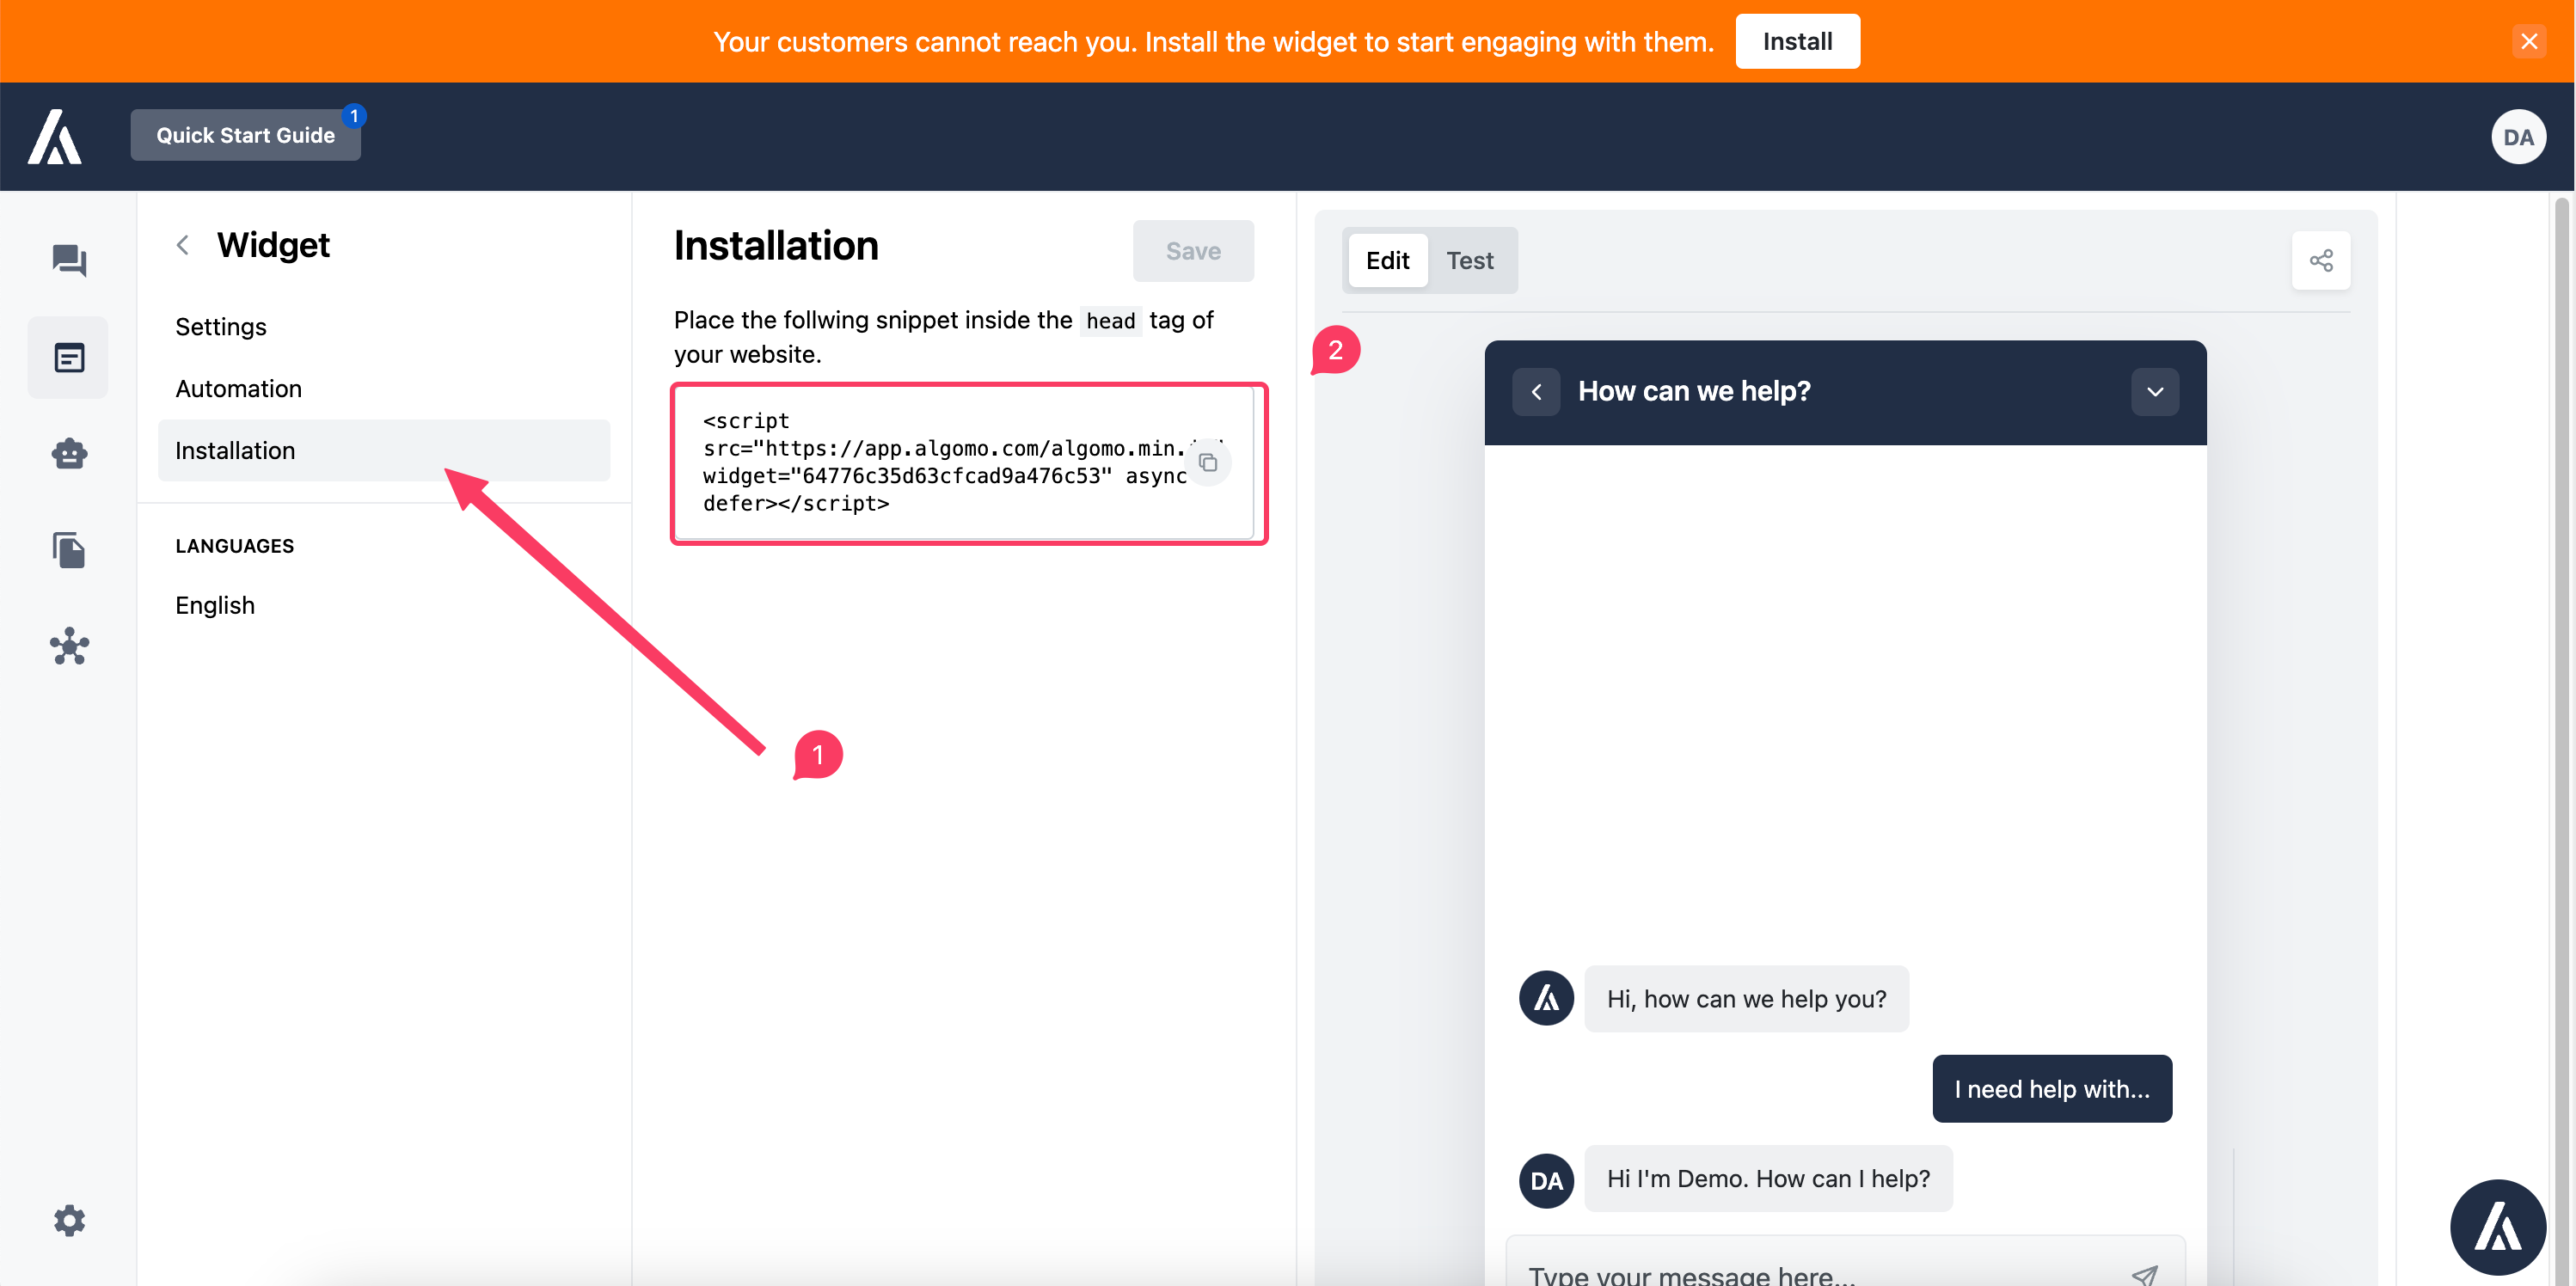 Your customers cannot reach you. Install the widget to start engaging with them.
Install
Quick Start Guide
1
DA
Widget
Settings
Automation
Installation
LANGUAGES
English
Installation
Save
Place the follwing snippet inside the head tag of
your website.
<script
src="https://app.algomo.com/algomo.min.
widget="64776c35d63cfcad9a476c53" async
defer></script>
1
2
Edit
Test
How can we help?
Hi, how can we help you?
I need help with...
DA
Hi I'm Demo. How can I help?
Type your message here...